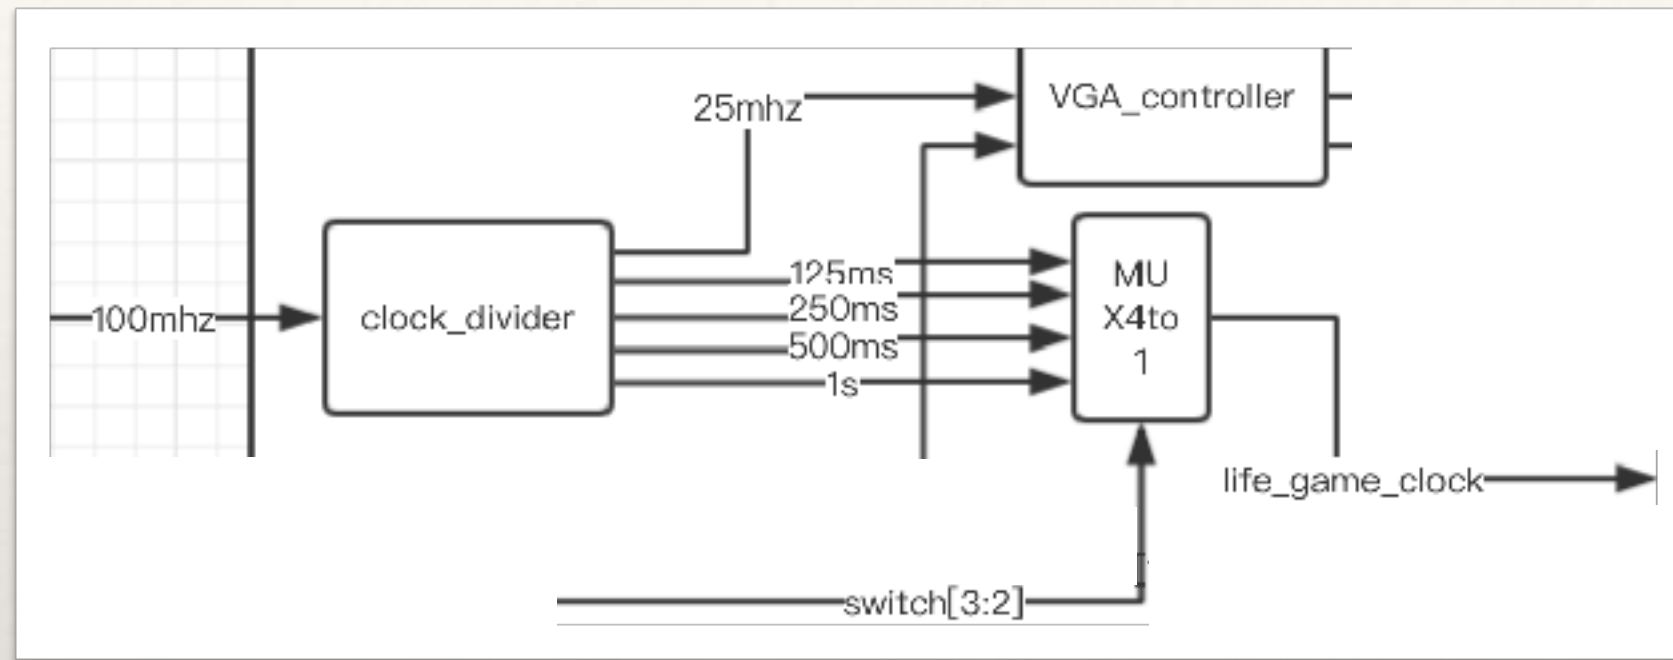 VGA_controller
25mhz
125ms
250ms
500ms
1s
100mhz
clock_divider
MU
X4to
1
life_game_clock
switch[3:2]